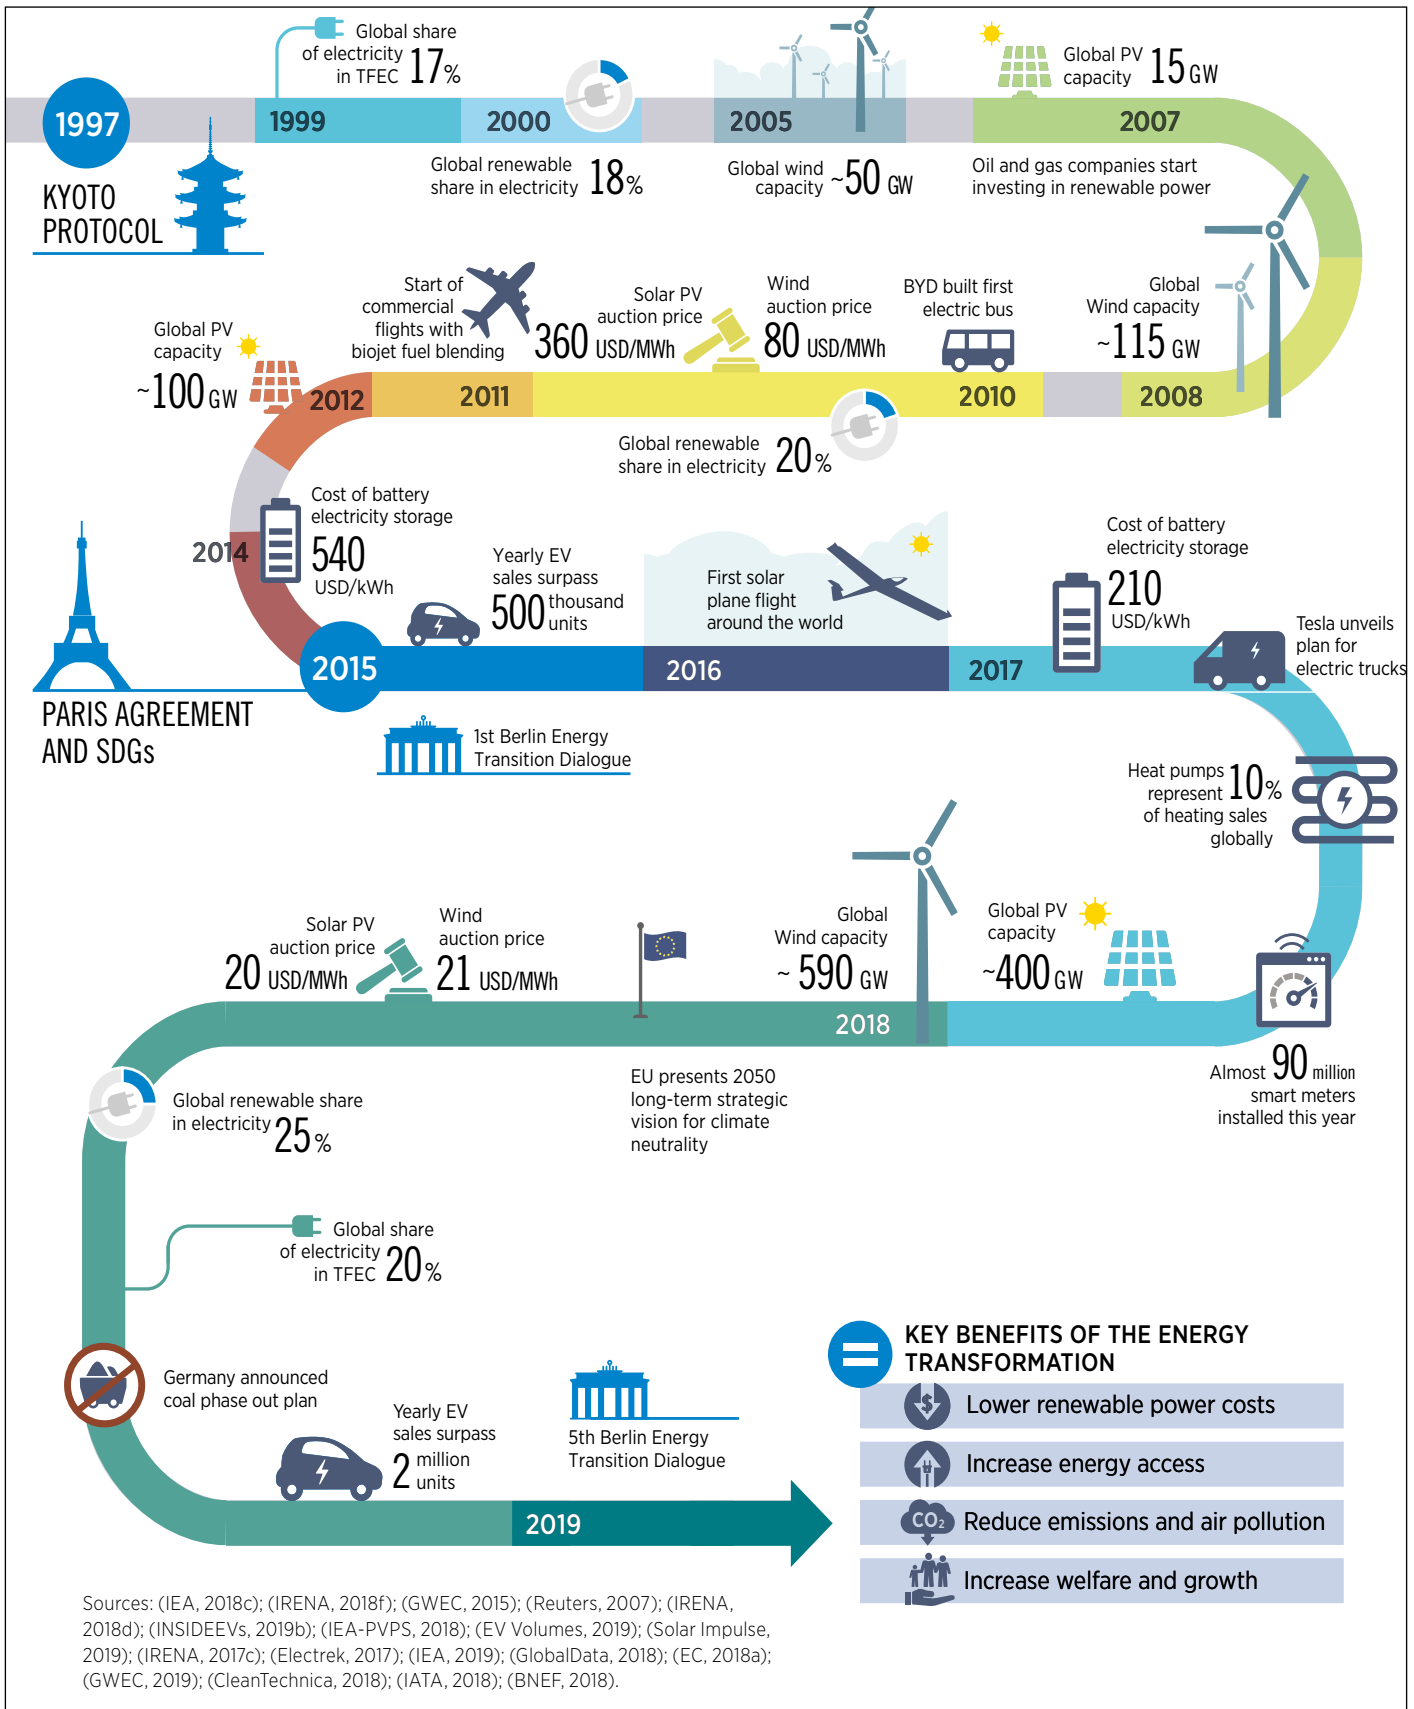 Global share
of electricity
in TFEC 17%
Global PV
capacity 15 GW
1997
1999
2000
2005
2007
KYOTO
PROTOCOL
Global renewable
share in electricity 18%
Global wind
capacity ~50 GW
Oil and gas companies start
investing in renewable power
Global
Wind capacity
~115 GW
BYD built first
electric bus
Wind
auction price
80 USD/MWh
Solar PV
auction price
360 USD/MWh
Start of
commercial
flights with
biojet fuel blending
Global PV
capacity
~100 GW
2012
2011
2010
2008
Global renewable
share in electricity 20%
2014
Cost of battery
electricity storage
540
USD/kWh
Yearly EV
sales surpass
500 thousand
units
First solar
plane flight
around the world
Cost of battery
electricity storage
210
USD/kWh
Tesla unveils
plan for
electric trucks
2015
2016
2017
PARIS AGREEMENT
AND SDGs
1st Berlin Energy
Transition Dialogue
Heat pumps
represent 10%
of heating sales
globally
Almost 90 million
smart meters
installed this year
Global PV
capacity
~400 GW
Global
Wind capacity
~ 590 GW
Wind
auction price
21 USD/MWh
Solar PV
auction price
20 USD/MWh
2018
EU presents 2050
long-term strategic
vision for climate
neutrality
Global renewable share
in electricity 25%
Global share
of electricity
in TFEC 20%
Germany announced
coal phase out plan
Yearly EV
sales surpass
2 million
units
5th Berlin Energy
Transition Dialogue
2019
KEY BENEFITS OF THE ENERGY
TRANSFORMATION
$
Lower renewable power costs
Increase energy access
CO2
Reduce emissions and air pollution
Increase welfare and growth
Sources: (IEA, 2018c); (IRENA, 2018f); (GWEC, 2015); (Reuters, 2007); (IRENA,
2018d); (INSIDEEVs, 2019b); (IEA-PVPS, 2018); (EV Volumes, 2019); (Solar Impulse,
2019); (IRENA, 2017c); (Electrek, 2017); (IEA, 2019); (GlobalData, 2018); (EC, 2018a);
(GWEC, 2019); (CleanTechnica, 2018); (IATA, 2018); (BNEF, 2018).